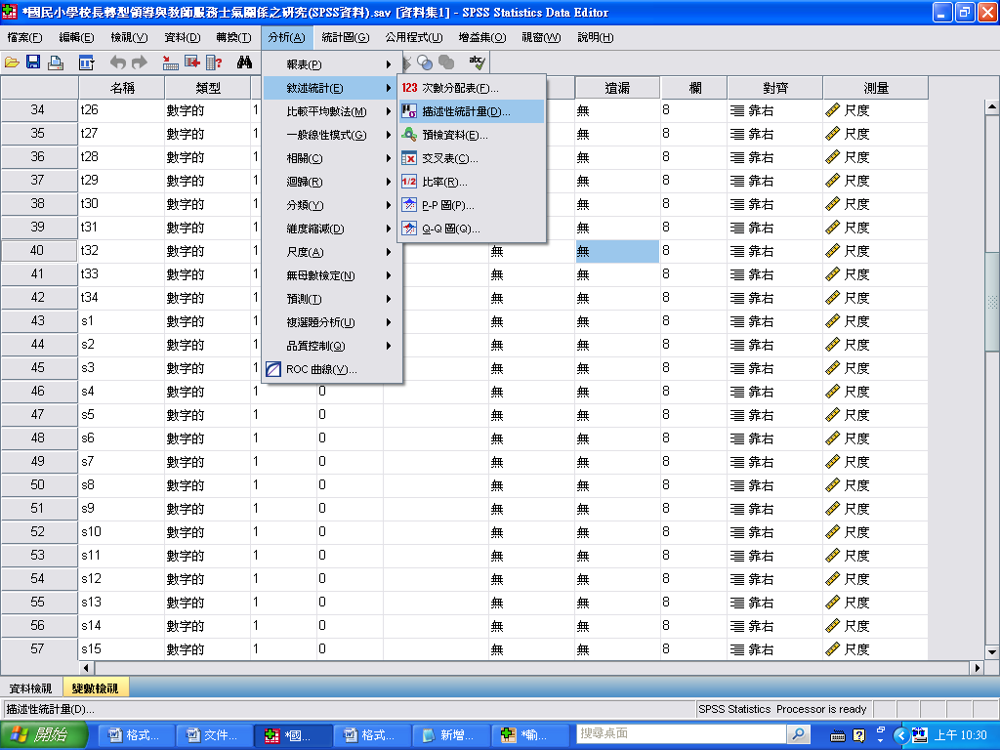 *國民小學校長轉型領導與教師服務士氣關係之研究(SPSS資料).sav [資料集1] - SPSS Statistics Data Editor
檔案(F) 編輯(E) 檢視(V) 資料(D) 轉換(T) 分析(A) 統計圖(G) 公用程式(U) 增益集(O) 視窗(W) 說明(H)
報表(P)
敘述統計(E)
比較平均數法(M)
一般線性模式(G)
相關(C)
迴歸(R)
分類(Y)
維度縮減(D)
尺度(A)
無母數檢定(N)
預測(T)
複選題分析(U)
品質控制(Q)
ROC 曲線(V)...
123 次數分配表(F)...
描述性統計量(D)...
預檢資料(E)...
交叉表(C)...
1/2 比率(R)...
P-P 圖(P)...
Q-Q 圖(Q)...
名稱 類型 遺漏 欄 對齊 測量
34 t26 數字的 1 無 8 靠右 尺度
35 t27 數字的 1 無 8 靠右 尺度
36 t28 數字的 1 無 8 靠右 尺度
37 t29 數字的 1 無 8 靠右 尺度
38 t30 數字的 1 無 8 靠右 尺度
39 t31 數字的 1 無 8 靠右 尺度
40 t32 數字的 1 無 無 8 靠右 尺度
41 t33 數字的 1 無 無 8 靠右 尺度
42 t34 數字的 1 無 無 8 靠右 尺度
43 s1 數字的 1 無 無 8 靠右 尺度
44 s2 數字的 1 無 無 8 靠右 尺度
45 s3 數字的 1 無 無 8 靠右 尺度
46 s4 數字的 1 0 無 無 8 靠右 尺度
47 s5 數字的 1 0 無 無 8 靠右 尺度
48 s6 數字的 1 0 無 無 8 靠右 尺度
49 s7 數字的 1 0 無 無 8 靠右 尺度
50 s8 數字的 1 0 無 無 8 靠右 尺度
51 s9 數字的 1 0 無 無 8 靠右 尺度
52 s10 數字的 1 0 無 無 8 靠右 尺度
53 s11 數字的 1 0 無 無 8 靠右 尺度
54 s12 數字的 1 0 無 無 8 靠右 尺度
55 s13 數字的 1 0 無 無 8 靠右 尺度
56 s14 數字的 1 0 無 無 8 靠右 尺度
57 s15 數字的 1 0 無 無 8 靠右 尺度
資料檢視 變數檢視
描述性統計量(D)... SPSS Statistics Processor is ready
開始 格式... 文件... *國... 格式... 新增... *輸... 搜尋桌面 上午 10:30